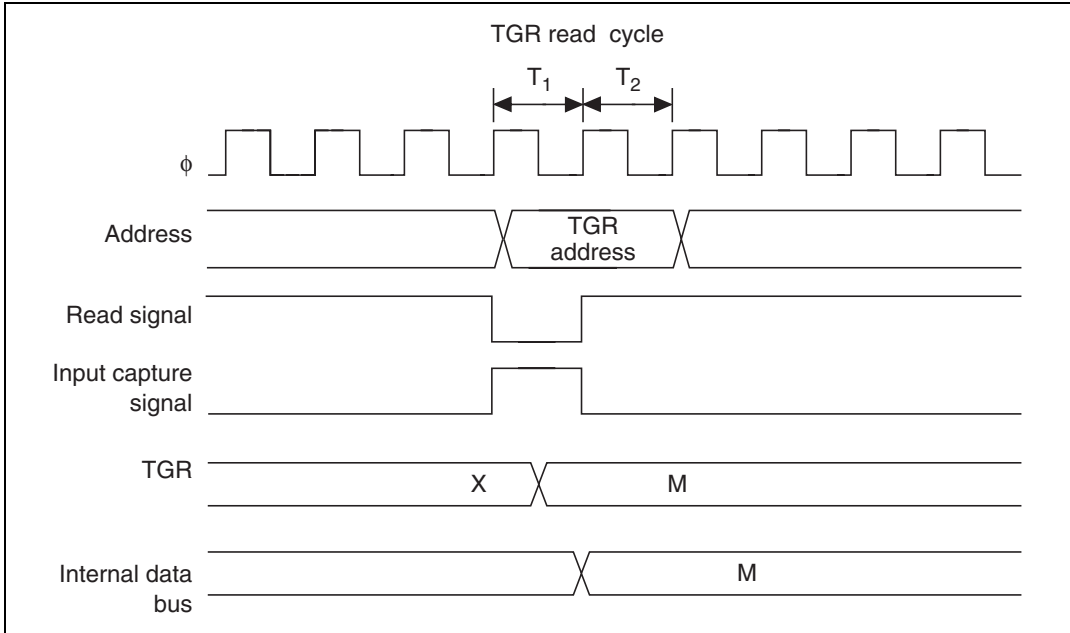 TGR read cycle
T1 T2
φ
Address
TGR
address
Read signal
Input capture
signal
TGR
X M
Internal data
bus
M